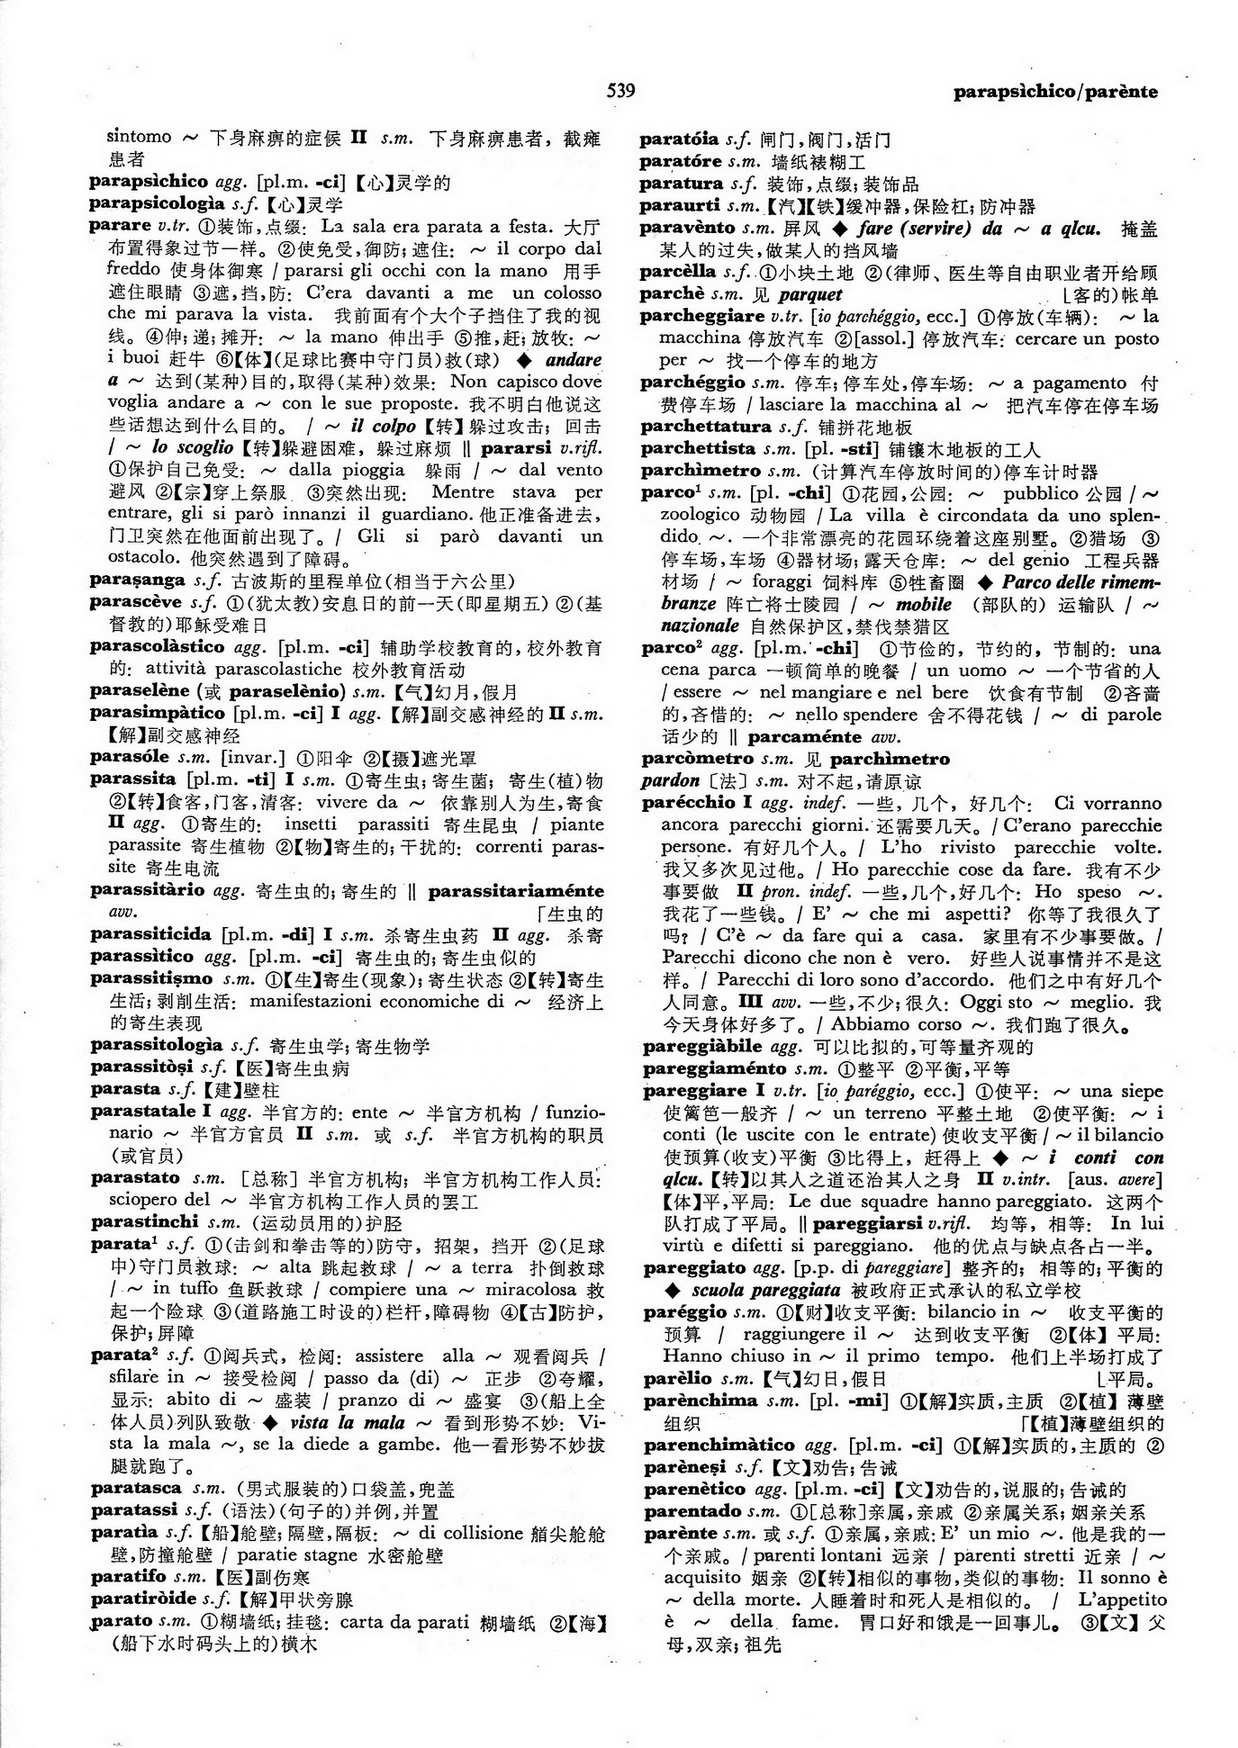 539
parapsìchico/parènte
sintomo ～ 下身麻痹的症候 II s.m. 下身麻痹患者, 截瘫
患者
parapsìchico agg. [pl.m. -ci]【心】灵学的
parapsicologìa s.f.【心】灵学
parare v.tr. ①装饰,点缀: La sala era parata a festa. 大厅
布置得象过节一样。②使免受,御防;遮住: ～ il corpo dal
freddo 使身体御寒 / pararsi gli occhi con la mano 用手
遮住眼睛 ③遮,挡,防: C'era davanti a me un colosso
che mi parava la vista. 我前面有个大个子挡住了我的视
线。④伸;递;摊开: ～ la mano 伸出手 ⑤推,赶;放牧: ～
i buoi 赶牛 ⑥【体】(足球比赛中守门员)救(球) ◆ andare
a ～ 达到(某种)目的,取得(某种)效果: Non capisco dove
voglia andare a ～ con le sue proposte. 我不明白他说这
些话想达到什么目的。 / ～ il colpo【转】躲过攻击; 回击
/ ～ lo scoglio【转】躲避困难, 躲过麻烦 ‖ pararsi v.rifl.
①保护自己免受: ～ dalla pioggia 躲雨 / ～ dal vento
避风 ②【宗】穿上祭服 ③突然出现: Mentre stava per
entrare, gli si parò innanzi il guardiano. 他正准备进去,
门卫突然在他面前出现了。/ Gli si parò davanti un
ostacolo. 他突然遇到了障碍。
paraṣanga s.f. 古波斯的里程单位(相当于六公里)
parascève s.f. ①(犹太教)安息日的前一天(即星期五) ②(基
督教的)耶稣受难日
parascolàstico agg. [pl.m. -ci] 辅助学校教育的,校外教育
的: attività parascolastiche 校外教育活动
paraselène (或 paraselènio) s.m.【气】幻月,假月
parasimpàtico [pl.m. -ci] I agg.【解】副交感神经的 II s.m.
【解】副交感神经
parasóle s.m. [invar.] ①阳伞 ②【摄】遮光罩
parassita [pl.m. -ti] I s.m. ①寄生虫;寄生菌; 寄生(植)物
②【转】食客,门客,清客: vivere da ～ 依靠别人为生,寄食
II agg. ①寄生的: insetti parassiti 寄生昆虫 / piante
parassite 寄生植物 ②【物】寄生的;干扰的: correnti paras-
site 寄生电流
parassitàrio agg. 寄生虫的;寄生的 ‖ parassitariaménte
avv. 「生虫的
parassiticida [pl.m. -di] I s.m. 杀寄生虫药 II agg. 杀寄
parassìtico agg. [pl.m. -ci] 寄生虫的;寄生虫似的
parassitiṣmo s.m. ①【生】寄生(现象);寄生状态 ②【转】寄生
生活;剥削生活: manifestazioni economiche di ～ 经济上
的寄生表现
parassitologìa s.f. 寄生虫学;寄生物学
parassitòṣi s.f.【医】寄生虫病
parasta s.f.【建】壁柱
parastatale I agg. 半官方的: ente ～ 半官方机构 / funzio-
nario ～ 半官方官员 II s.m. 或 s.f. 半官方机构的职员
(或官员)
parastato s.m. ［总称］半官方机构; 半官方机构工作人员:
sciopero del ～ 半官方机构工作人员的罢工
parastinchi s.m. (运动员用的)护胫
parata¹ s.f. ①(击剑和拳击等的)防守, 招架, 挡开 ②(足球
中)守门员救球: ～ alta 跳起救球 / ～ a terra 扑倒救球
/ ～ in tuffo 鱼跃救球 / compiere una ～ miracolosa 救
起一个险球 ③(道路施工时设的)栏杆,障碍物 ④【古】防护,
保护;屏障
parata² s.f. ①阅兵式, 检阅: assistere alla ～ 观看阅兵 /
sfilare in ～ 接受检阅 / passo da (di) ～ 正步 ②夸耀,
显示: abito di ～ 盛装 / pranzo di ～ 盛宴 ③(船上全
体人员)列队致敬 ◆ vista la mala ～ 看到形势不妙: Vi-
sta la mala ～, se la diede a gambe. 他一看形势不妙拔
腿就跑了。
paratasca s.m. (男式服装的)口袋盖,兜盖
paratassi s.f. (语法)(句子的)并例,并置
paratìa s.f.【船】舱壁;隔壁,隔板: ～ di collisione 艏尖舱舱
壁,防撞舱壁 / paratie stagne 水密舱壁
paratifo s.m.【医】副伤寒
paratiròide s.f.【解】甲状旁腺
parato s.m. ①糊墙纸;挂毯: carta da parati 糊墙纸 ②【海】
(船下水时码头上的)横木
paratóia s.f. 闸门,阀门,活门
paratóre s.m. 墙纸裱糊工
paratura s.f. 装饰,点缀;装饰品
paraurti s.m.【汽】【铁】缓冲器,保险杠;防冲器
paravènto s.m. 屏风 ◆ fare (servire) da ～ a qlcu. 掩盖
某人的过失,做某人的挡风墙
parcèlla s.f. ①小块土地 ②(律师、医生等自由职业者开给顾
parchè s.m. 见 parquet ⌊客的)帐单
parcheggiare v.tr. [io parchéggio, ecc.] ①停放(车辆): ～ la
macchina 停放汽车 ②[assol.] 停放汽车: cercare un posto
per ～ 找一个停车的地方
parchéggio s.m. 停车;停车处,停车场: ～ a pagamento 付
费停车场 / lasciare la macchina al ～ 把汽车停在停车场
parchettatura s.f. 铺拼花地板
parchettista s.m. [pl. -sti] 铺镶木地板的工人
parchìmetro s.m. (计算汽车停放时间的)停车计时器
parco¹ s.m. [pl. -chi] ①花园,公园: ～ pubblico 公园 / ～
zoologico 动物园 / La villa è circondata da uno splen-
dido ～. 一个非常漂亮的花园环绕着这座别墅。②猎场 ③
停车场,车场 ④器材场;露天仓库: ～ del genio 工程兵器
材场 / ～ foraggi 饲料库 ⑤牲畜圈 ◆ Parco delle rimem-
branze 阵亡将士陵园 / ～ mobile (部队的) 运输队 / ～
nazionale 自然保护区,禁伐禁猎区
parco² agg. [pl.m. -chi] ①节俭的, 节约的, 节制的: una
cena parca 一顿简单的晚餐 / un uomo ～ 一个节省的人
/ essere ～ nel mangiare e nel bere 饮食有节制 ②吝啬
的,吝惜的: ～ nello spendere 舍不得花钱 / ～ di parole
话少的 ‖ parcaménte avv.
parcòmetro s.m. 见 parchìmetro
pardon〔法〕s.m. 对不起,请原谅
parécchio I agg. indef. 一些, 几个, 好几个: Ci vorranno
ancora parecchi giorni. 还需要几天。/ C'erano parecchie
persone. 有好几个人。/ L'ho rivisto parecchie volte.
我又多次见过他。/ Ho parecchie cose da fare. 我有不少
事要做 II pron. indef. 一些,几个,好几个: Ho speso ～.
我花了一些钱。/ E' ～ che mi aspetti? 你等了我很久了
吗? / C'è ～ da fare qui a casa. 家里有不少事要做。/
Parecchi dicono che non è vero. 好些人说事情并不是这
样。/ Parecchi di loro sono d'accordo. 他们之中有好几个
人同意。III avv. 一些,不少;很久: Oggi sto ～ meglio. 我
今天身体好多了。/ Abbiamo corso ～. 我们跑了很久。
pareggiàbile agg. 可以比拟的,可等量齐观的
pareggiaménto s.m. ①整平 ②平衡,平等
pareggiare I v.tr. [io paréggio, ecc.] ①使平: ～ una siepe
使篱笆一般齐 / ～ un terreno 平整土地 ②使平衡: ～ i
conti (le uscite con le entrate) 使收支平衡 / ～ il bilancio
使预算(收支)平衡 ③比得上, 赶得上 ◆ ～ i conti con
qlcu.【转】以其人之道还治其人之身 II v.intr. [aus. avere]
【体】平,平局: Le due squadre hanno pareggiato. 这两个
队打成了平局。‖ pareggiarsi v.rifl. 均等, 相等: In lui
virtù e difetti si pareggiano. 他的优点与缺点各占一半。
pareggiato agg. [p.p. di pareggiare] 整齐的; 相等的;平衡的
◆ scuola pareggiata 被政府正式承认的私立学校
paréggio s.m. ①【财】收支平衡: bilancio in ～ 收支平衡的
预算 / raggiungere il ～ 达到收支平衡 ②【体】平局:
Hanno chiuso in ～ il primo tempo. 他们上半场打成了
parèlio s.m.【气】幻日,假日 ⌊平局。
parènchima s.m. [pl. -mi] ①【解】实质,主质 ②【植】薄壁
组织 「【植】薄壁组织的
parenchimàtico agg. [pl.m. -ci] ①【解】实质的,主质的 ②
parèneṣi s.f.【文】劝告;告诫
parenètico agg. [pl.m. -ci]【文】劝告的,说服的;告诫的
parentado s.m. ①[总称]亲属,亲戚 ②亲属关系;姻亲关系
parènte s.m. 或 s.f. ①亲属,亲戚: E' un mio ～. 他是我的一
个亲戚。/ parenti lontani 远亲 / parenti stretti 近亲 / ～
acquisito 姻亲 ②【转】相似的事物,类似的事物: Il sonno è
～ della morte. 人睡着时和死人是相似的。 / L'appetito
è ～ della fame. 胃口好和饿是一回事儿。 ③【文】父
母,双亲;祖先